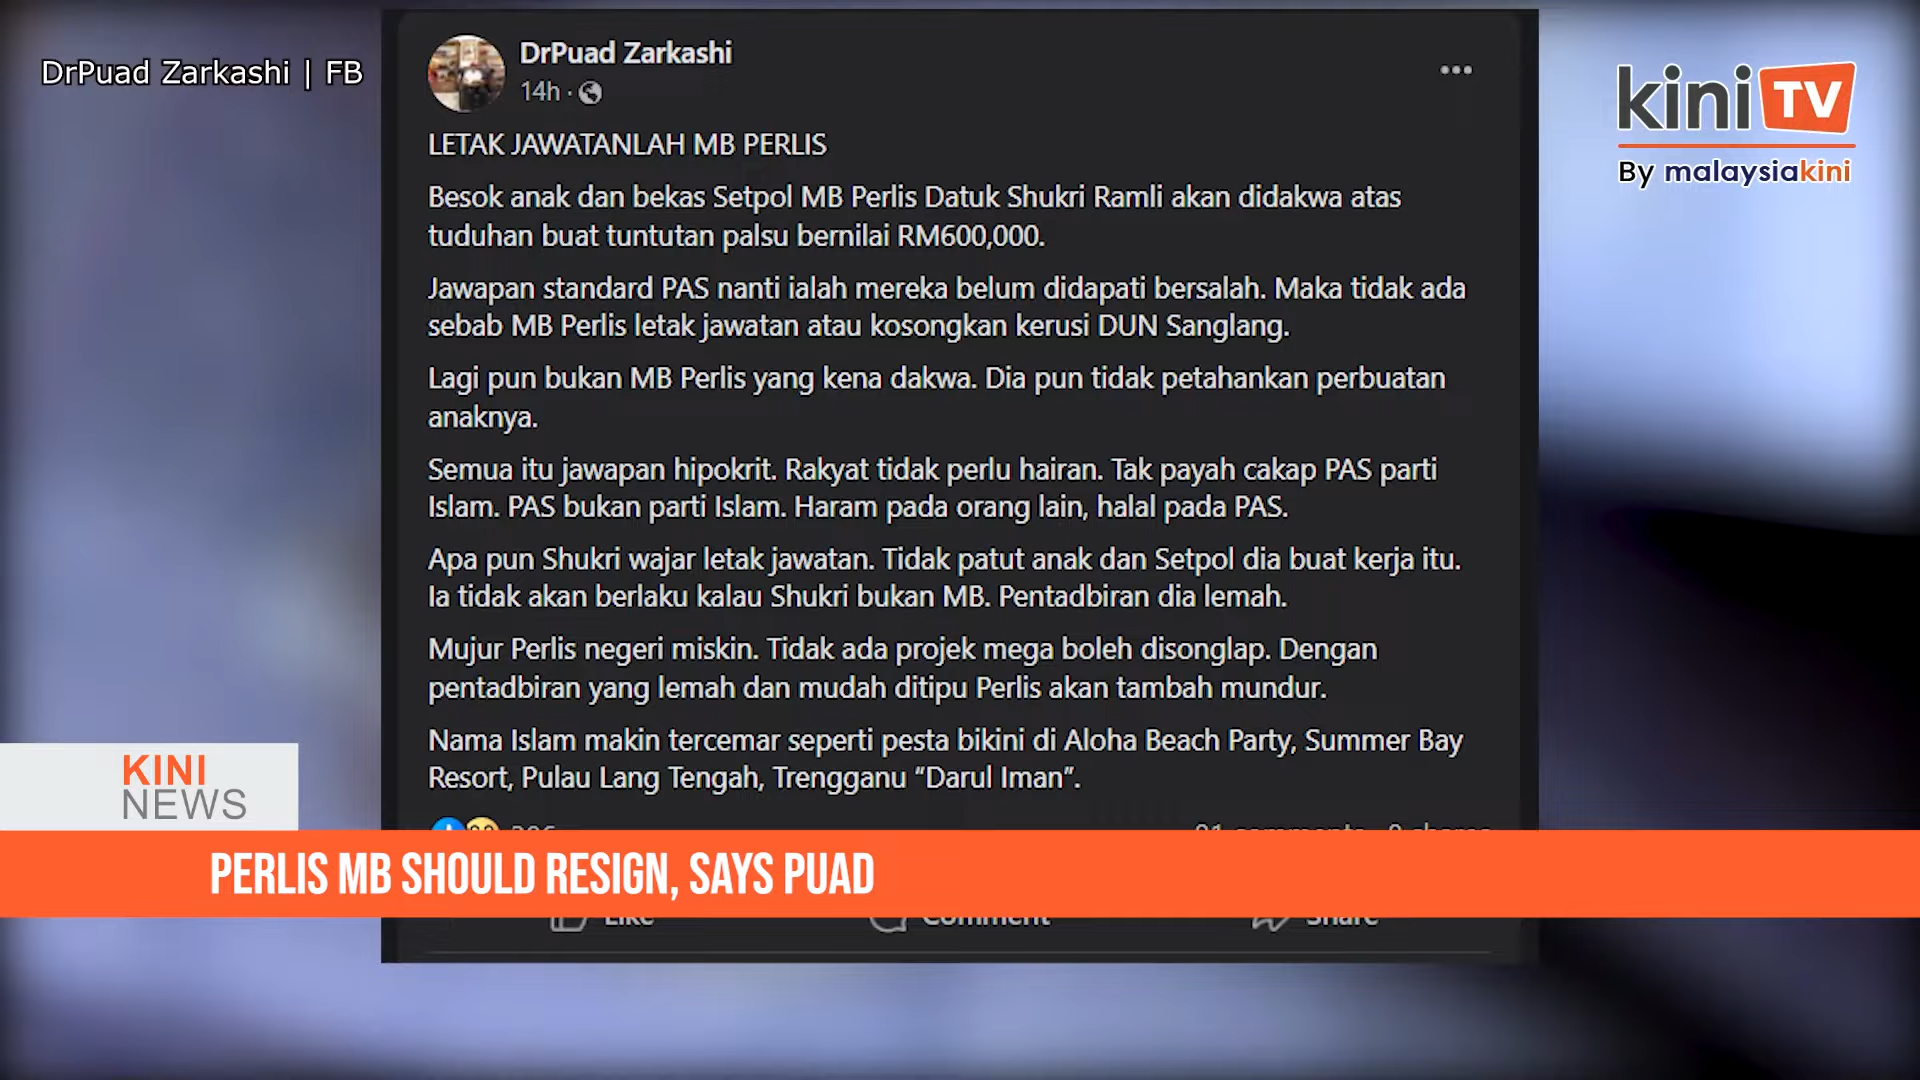 DrPuad Zarkashi | FB
DrPuad Zarkashi
14h ·
kini TV
By malaysiakini
LETAK JAWATANLAH MB PERLIS
Besok anak dan bekas Setpol MB Perlis Datuk Shukri Ramli akan didakwa atas
tuduhan buat tuntutan palsu bernilai RM600,000.
Jawapan standard PAS nanti ialah mereka belum didapati bersalah. Maka tidak ada
sebab MB Perlis letak jawatan atau kosongkan kerusi DUN Sanglang.
Lagi pun bukan MB Perlis yang kena dakwa. Dia pun tidak petahankan perbuatan
anaknya.
Semua itu jawapan hipokrit. Rakyat tidak perlu hairan. Tak payah cakap PAS parti
Islam. PAS bukan parti Islam. Haram pada orang lain, halal pada PAS.
Apa pun Shukri wajar letak jawatan. Tidak patut anak dan Setpol dia buat kerja itu.
Ia tidak akan berlaku kalau Shukri bukan MB. Pentadbiran dia lemah.
Mujur Perlis negeri miskin. Tidak ada projek mega boleh disonglap. Dengan
pentadbiran yang lemah dan mudah ditipu Perlis akan tambah mundur.
Nama Islam makin tercemar seperti pesta bikini di Aloha Beach Party, Summer Bay
Resort, Pulau Lang Tengah, Trengganu “Darul Iman”.
KINI
NEWS
PERLIS MB SHOULD RESIGN, SAYS PUAD
Like
Comment
Share